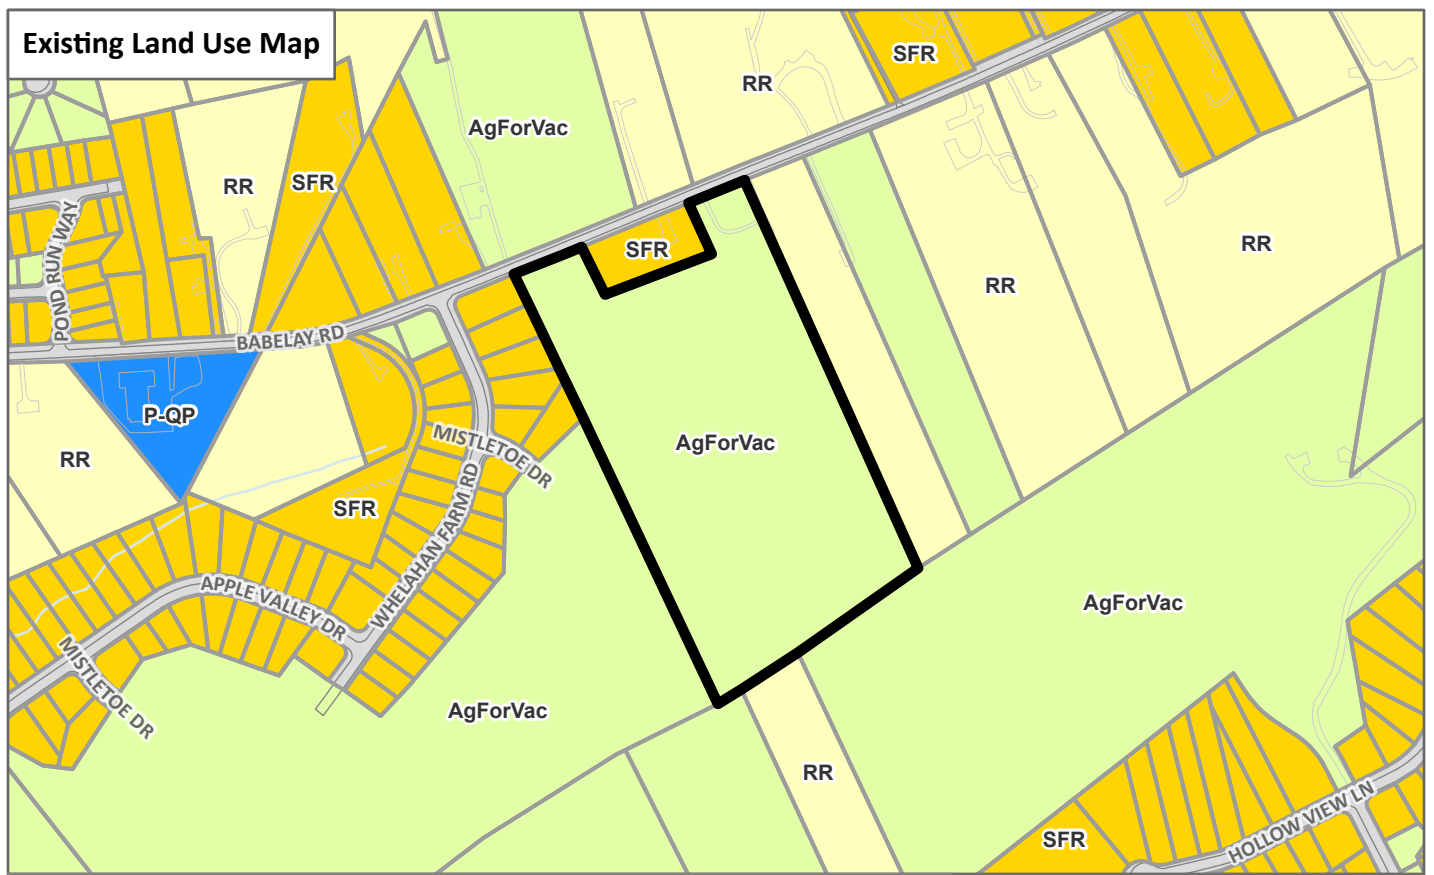 Existing Land Use Map
SFR
RR
AgForVac
RR
SFR
POND RUN WAY
SFR
RR
RR
BABELAY RD
P-QP
MISTLETOE DR
AgForVac
RR
SFR
WHELAHAN FARM RD
APPLE VALLEY DR
AgForVac
MISTLETOE DR
AgForVac
RR
SFR
HOLLOW VIEW LN